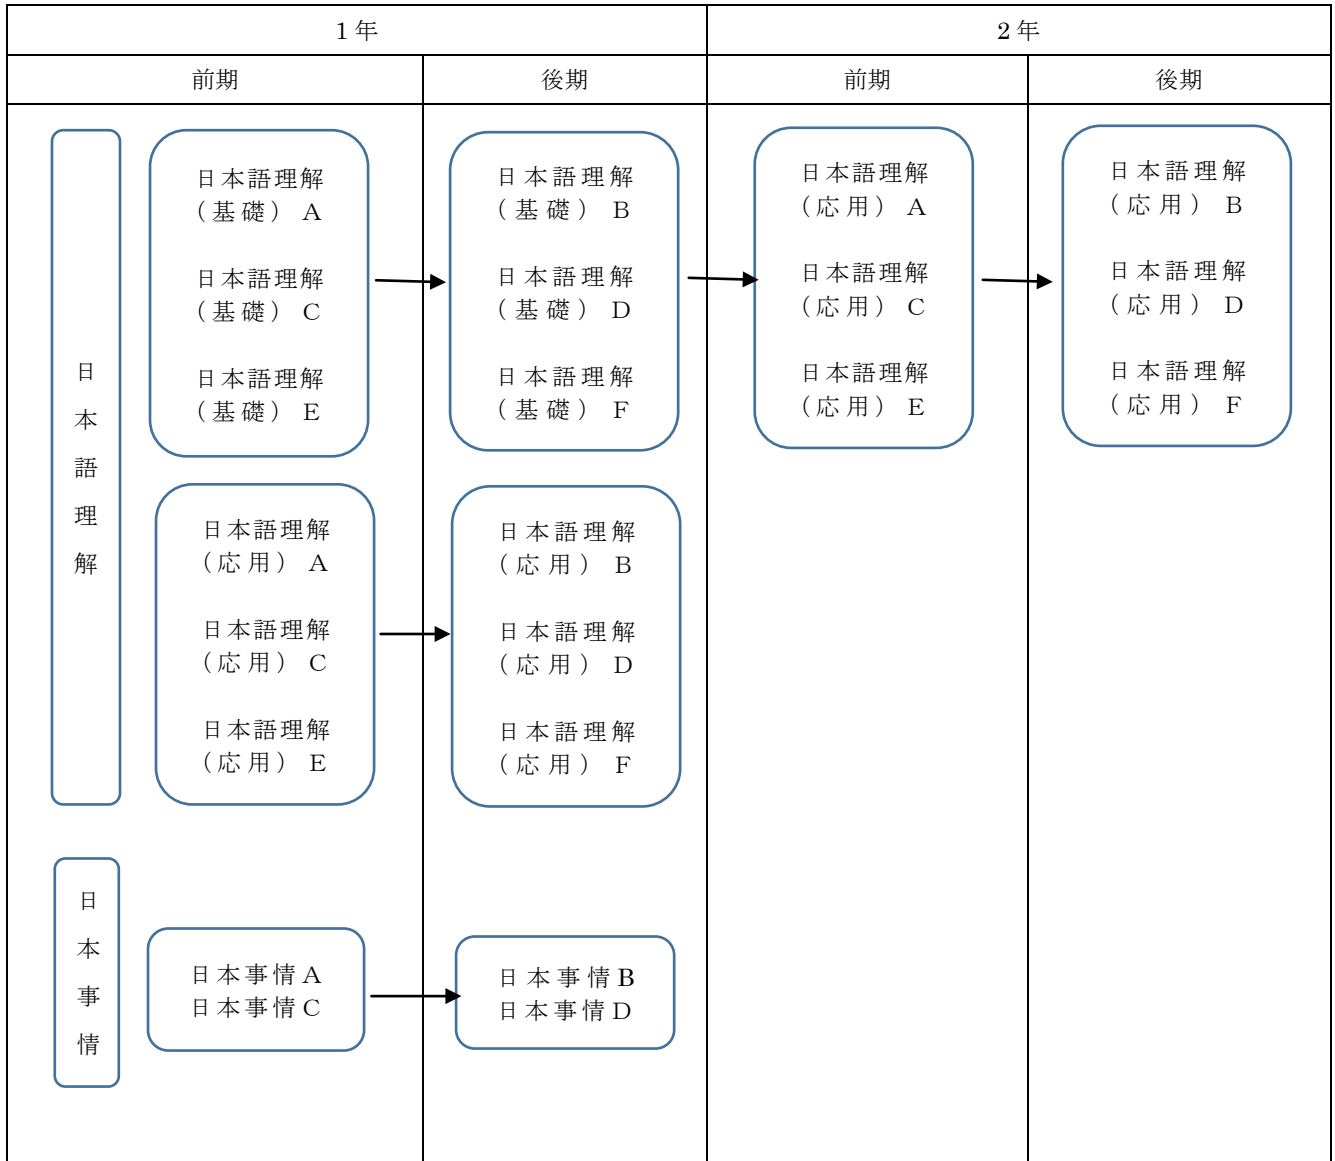 1年
2年
前期
後期
前期
後期
日本語理解
日本語理解
(基礎) A
日本語理解
(基礎) C
日本語理解
(基礎) E
日本語理解
(基礎) B
日本語理解
(基礎) D
日本語理解
(基礎) F
日本語理解
(応用) A
日本語理解
(応用) C
日本語理解
(応用) E
日本語理解
(応用) B
日本語理解
(応用) D
日本語理解
(応用) F
日本語理解
(応用) A
日本語理解
(応用) C
日本語理解
(応用) E
日本語理解
(応用) B
日本語理解
(応用) D
日本語理解
(応用) F
日本事情
日本事情A
日本事情C
日本事情B
日本事情D